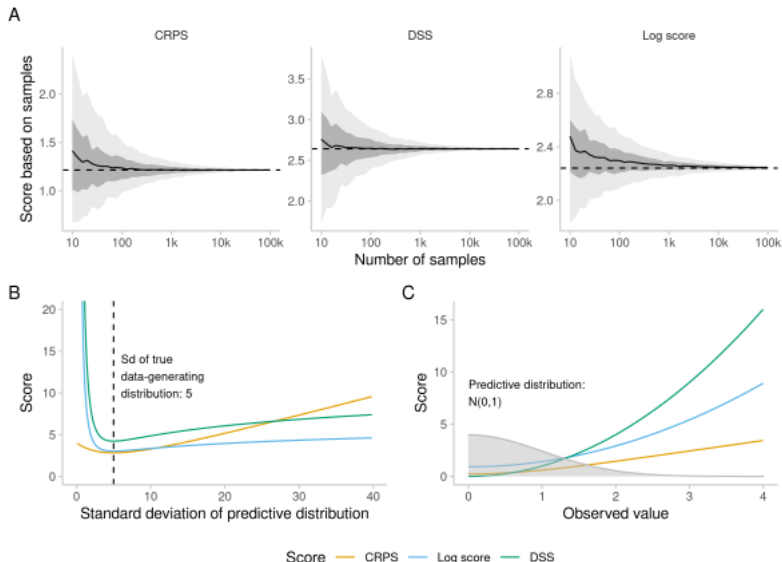 A
CRPS
DSS
Log score
Score based on samples
2.0
1.5
1.0
3.5
3.0
2.5
2.0
2.8
2.4
2.0
10 100 1k 10k 100k
10 100 1k 10k 100k
10 100 1k 10k 100k
Number of samples
B
Score
20
15
10
5
0
Sd of true
data-generating
distribution: 5
0 10 20 30 40
Standard deviation of predictive distribution
C
Score
15
10
5
0
Predictive distribution:
N(0,1)
0 1 2 3 4
Observed value
Score CRPS Log score DSS